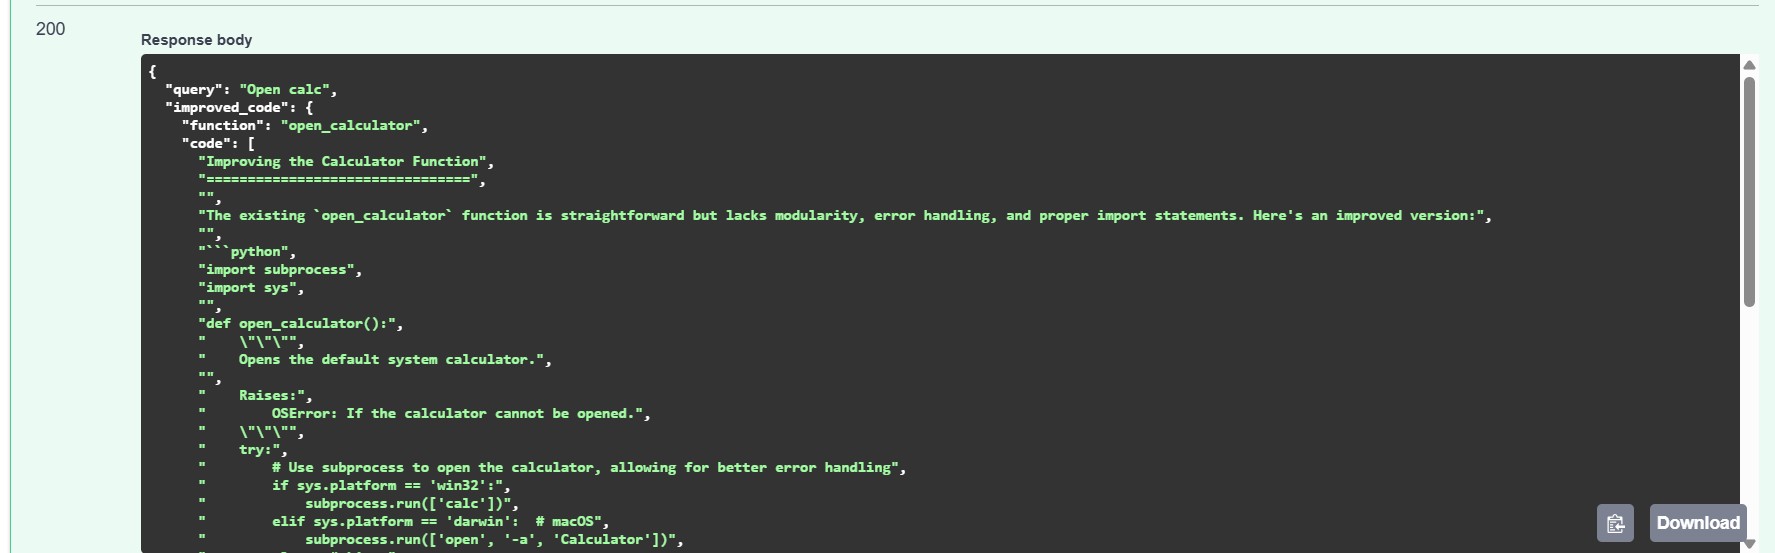 200
Response body
{
  "query": "Open calc",
  "improved_code": {
    "function": "open_calculator",
    "code": [
      "Improving the Calculator Function",
      "================================",
      "",
      "The existing `open_calculator` function is straightforward but lacks modularity, error handling, and proper import statements. Here's an improved version:",
      "",
      "```python",
      "import subprocess",
      "import sys",
      "",
      "def open_calculator():",
      "    \"\"\"",
      "    Opens the default system calculator.",
      "",
      "    Raises:",
      "        OSError: If the calculator cannot be opened.",
      "    \"\"\"",
      "    try:",
      "        # Use subprocess to open the calculator, allowing for better error handling",
      "        if sys.platform == 'win32':",
      "            subprocess.run(['calc'])",
      "        elif sys.platform == 'darwin':  # macOS",
      "            subprocess.run(['open', '-a', 'Calculator'])",
Download